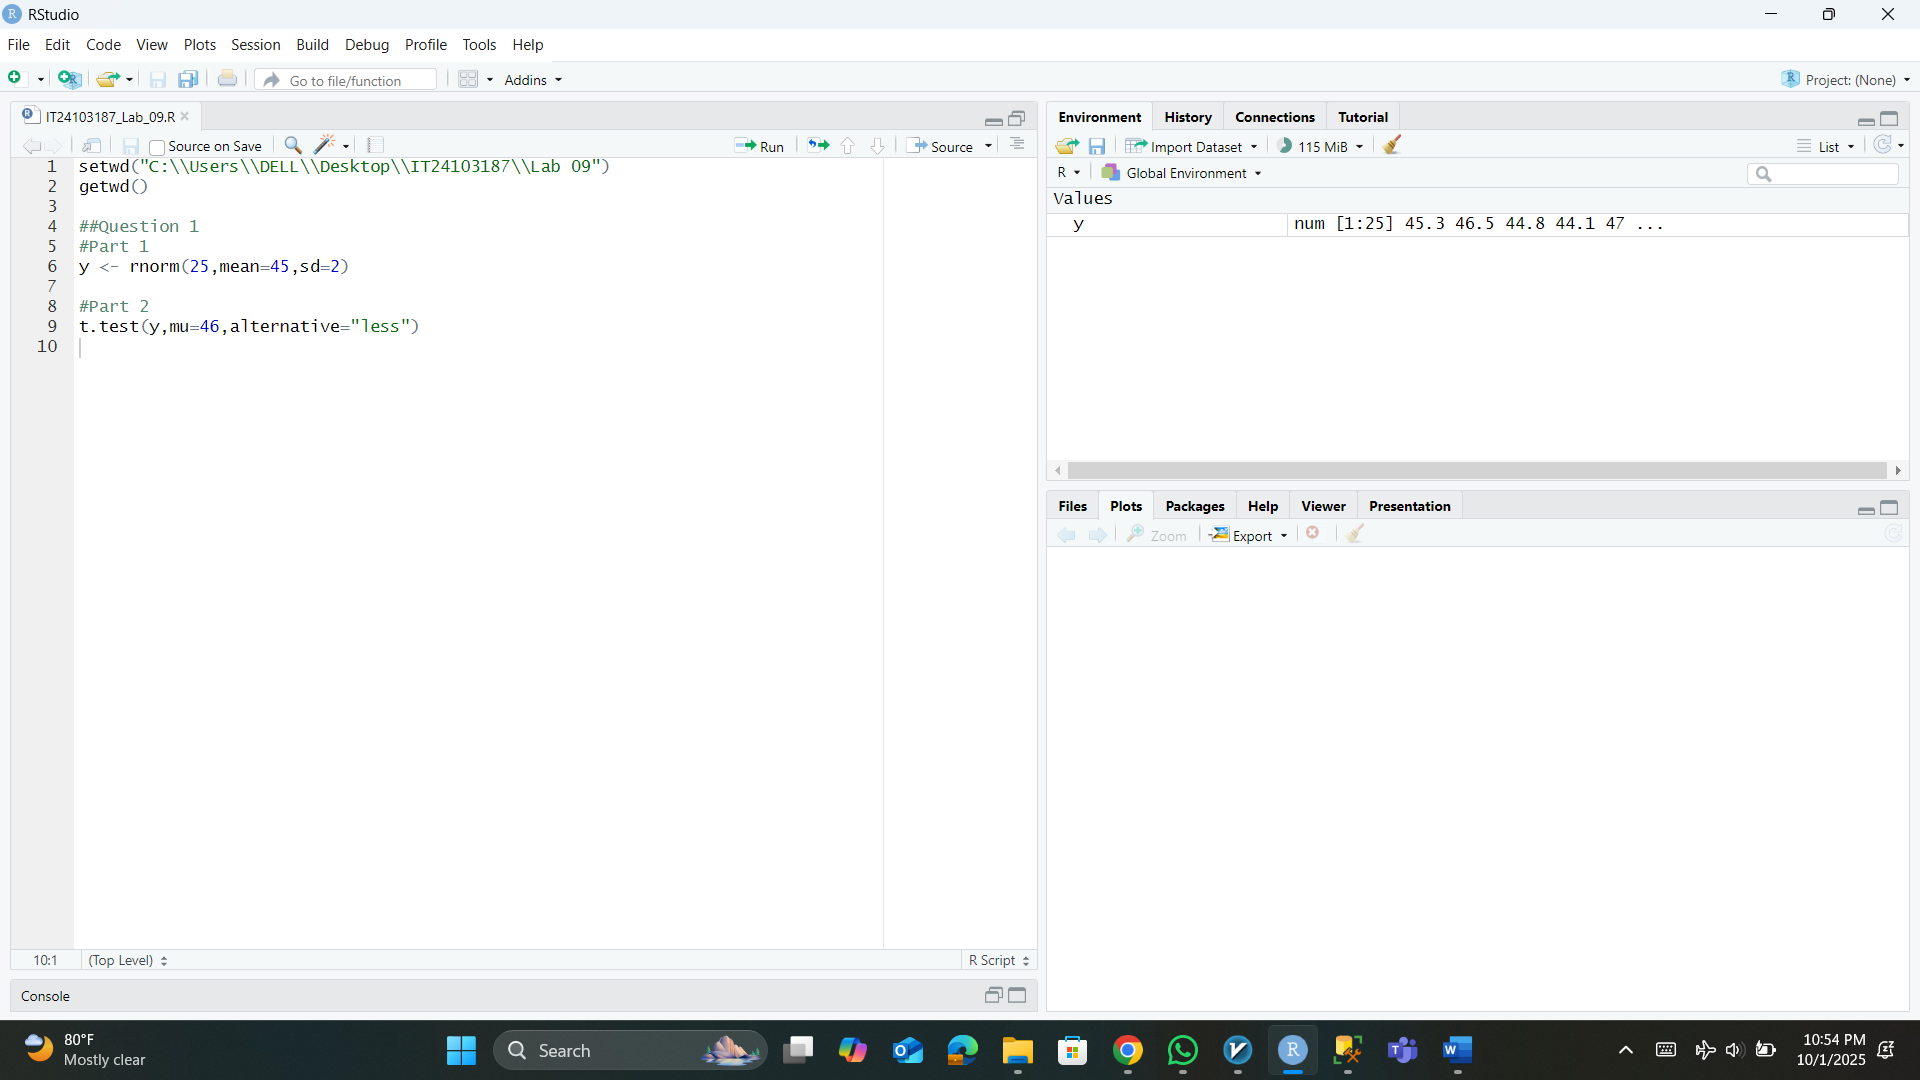 RStudio
File Edit Code View Plots Session Build Debug Profile Tools Help
Go to file/function Addins Project: (None)
IT24103187_Lab_09.R
Source on Save Run Source
1 setwd("C:\\Users\\DELL\\Desktop\\IT24103187\\Lab 09")
2 getwd()
3
4 ##Question 1
5 #Part 1
6 y <- rnorm(25,mean=45,sd=2)
7
8 #Part 2
9 t.test(y,mu=46,alternative="less")
10
10:1 (Top Level) R Script
Console
Environment History Connections Tutorial
Import Dataset 115 MiB List
R Global Environment
Values
y num [1:25] 45.3 46.5 44.8 44.1 47 ...
Files Plots Packages Help Viewer Presentation
Zoom Export
80°F
Mostly clear
Search
10:54 PM
10/1/2025